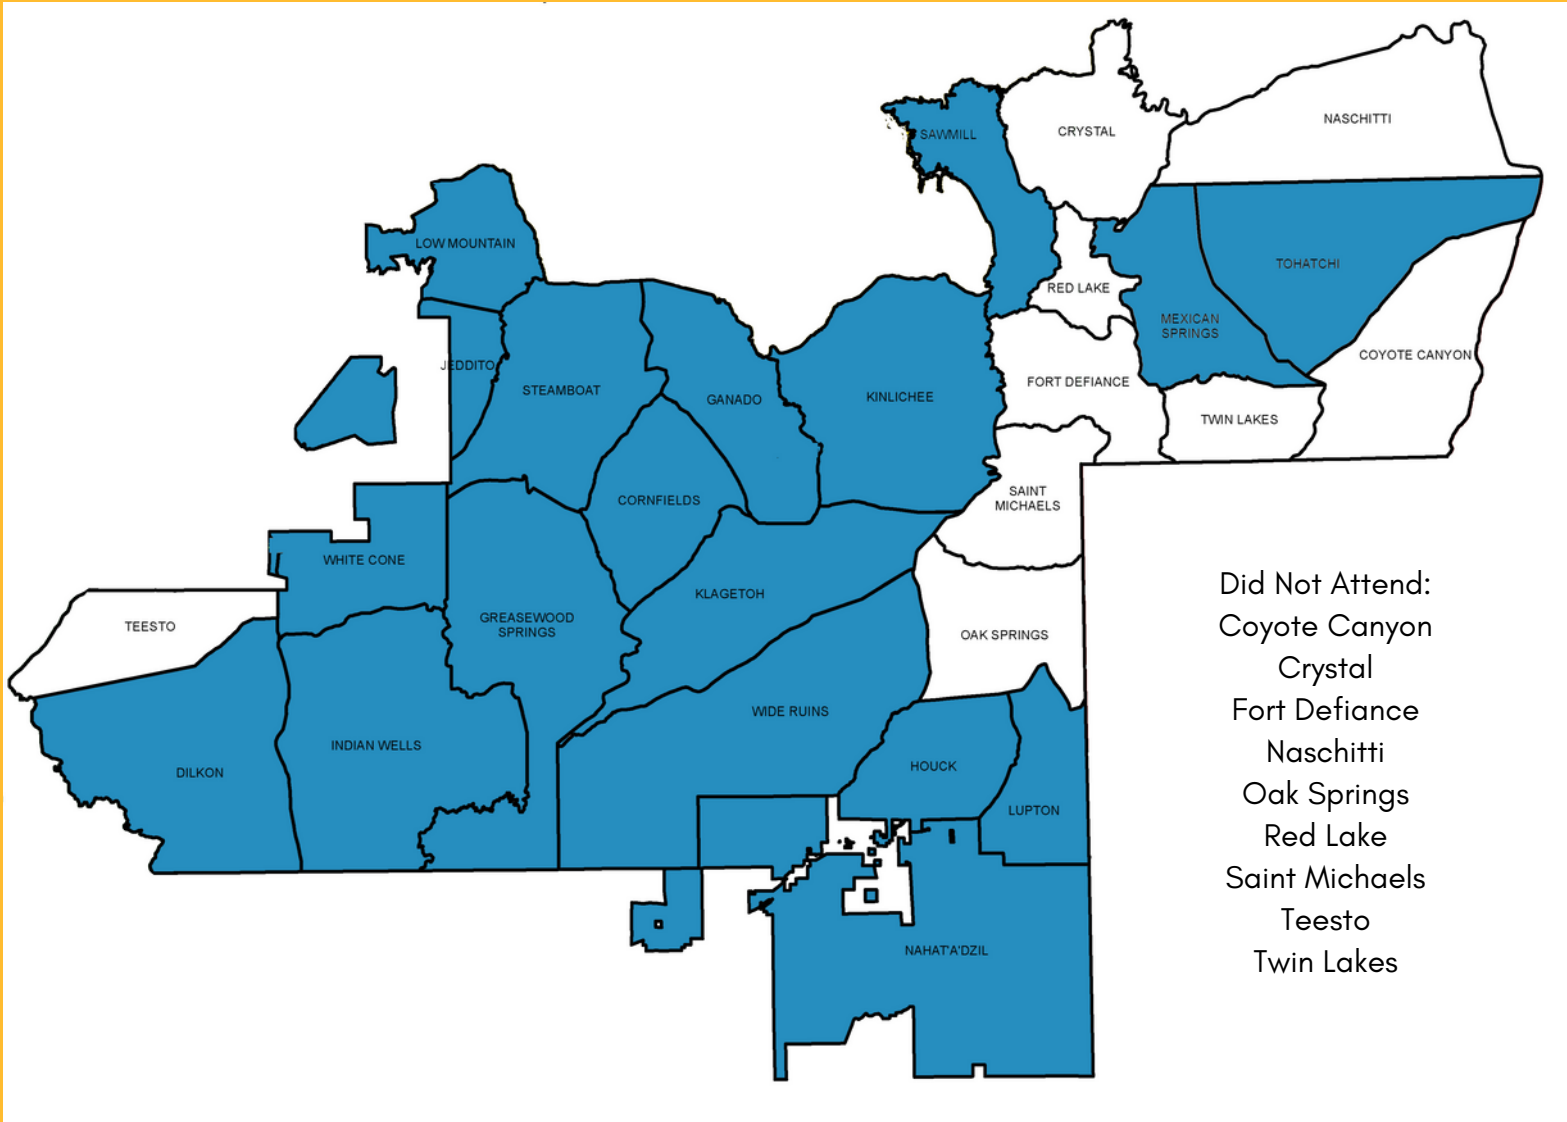 SAWMILL
CRYSTAL
NASCHITTI
LOW MOUNTAIN
RED LAKE
TOHATCHI
MEXICAN
SPRINGS
COYOTE CANYON
JEDDITO
STEAMBOAT
GANADO
KINLICHEE
FORT DEFIANCE
TWIN LAKES
CORNFIELDS
SAINT
MICHAELS
WHITE CONE
KLAGETOH
TEESTO
GREASEWOOD
SPRINGS
OAK SPRINGS
WIDE RUINS
INDIAN WELLS
DILKON
HOUCK
LUPTON
NAHAT'A'DZIL
Did Not Attend:
Coyote Canyon
Crystal
Fort Defiance
Naschitti
Oak Springs
Red Lake
Saint Michaels
Teesto
Twin Lakes